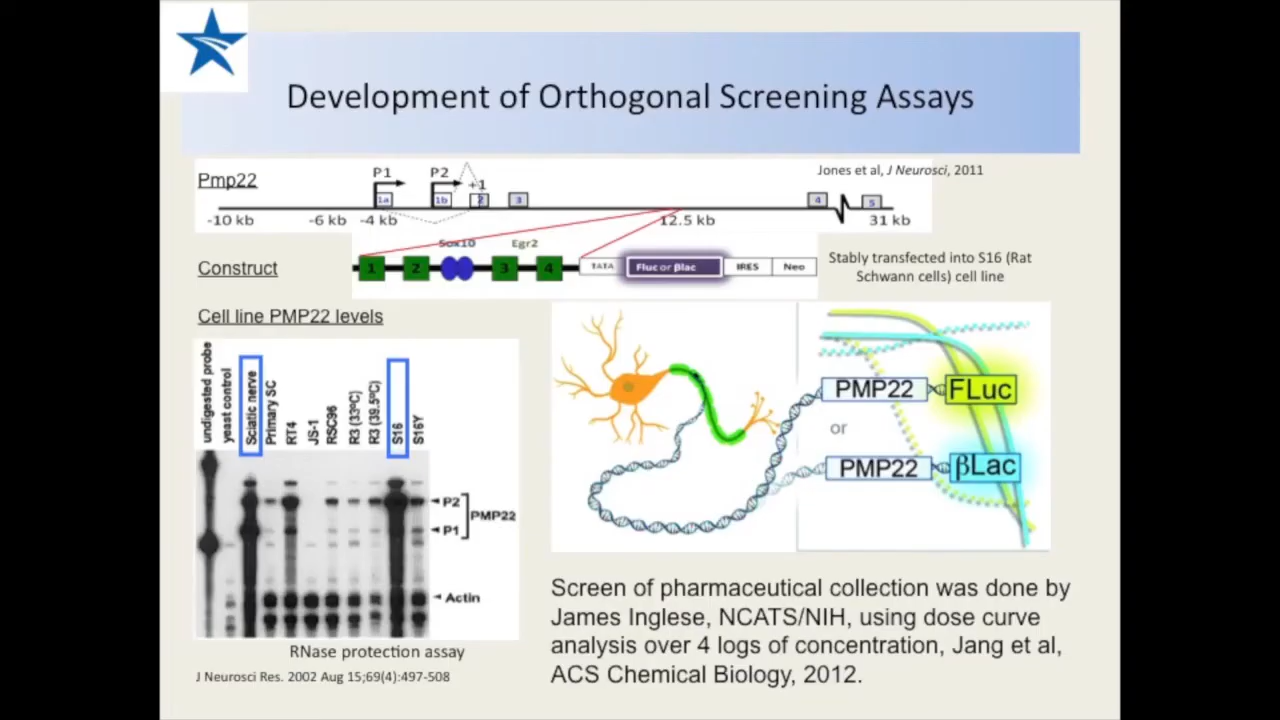 Development of Orthogonal Screening Assays
Jones et al, J Neurosci, 2011
Pmp22
P1
P2
+1
1a
1b
2
3
4
5
-10 kb
-6 kb
-4 kb
12.5 kb
31 kb
Sox10
Egr2
Construct
1
2
3
4
TATA
Fluc or βlac
IRES
Neo
Stably transfected into S16 (Rat
Schwann cells) cell line
Cell line PMP22 levels
undigested probe
yeast control
Sciatic nerve
Primary SC
RT4
JS-1
RSC96
R3 (33ºC)
R3 (39.5ºC)
S16
S16Y
P2
PMP22
P1
Actin
RNase protection assay
J Neurosci Res. 2002 Aug 15;69(4):497-508
PMP22
FLuc
or
PMP22
βLac
Screen of pharmaceutical collection was done by
James Inglese, NCATS/NIH, using dose curve
analysis over 4 logs of concentration, Jang et al,
ACS Chemical Biology, 2012.